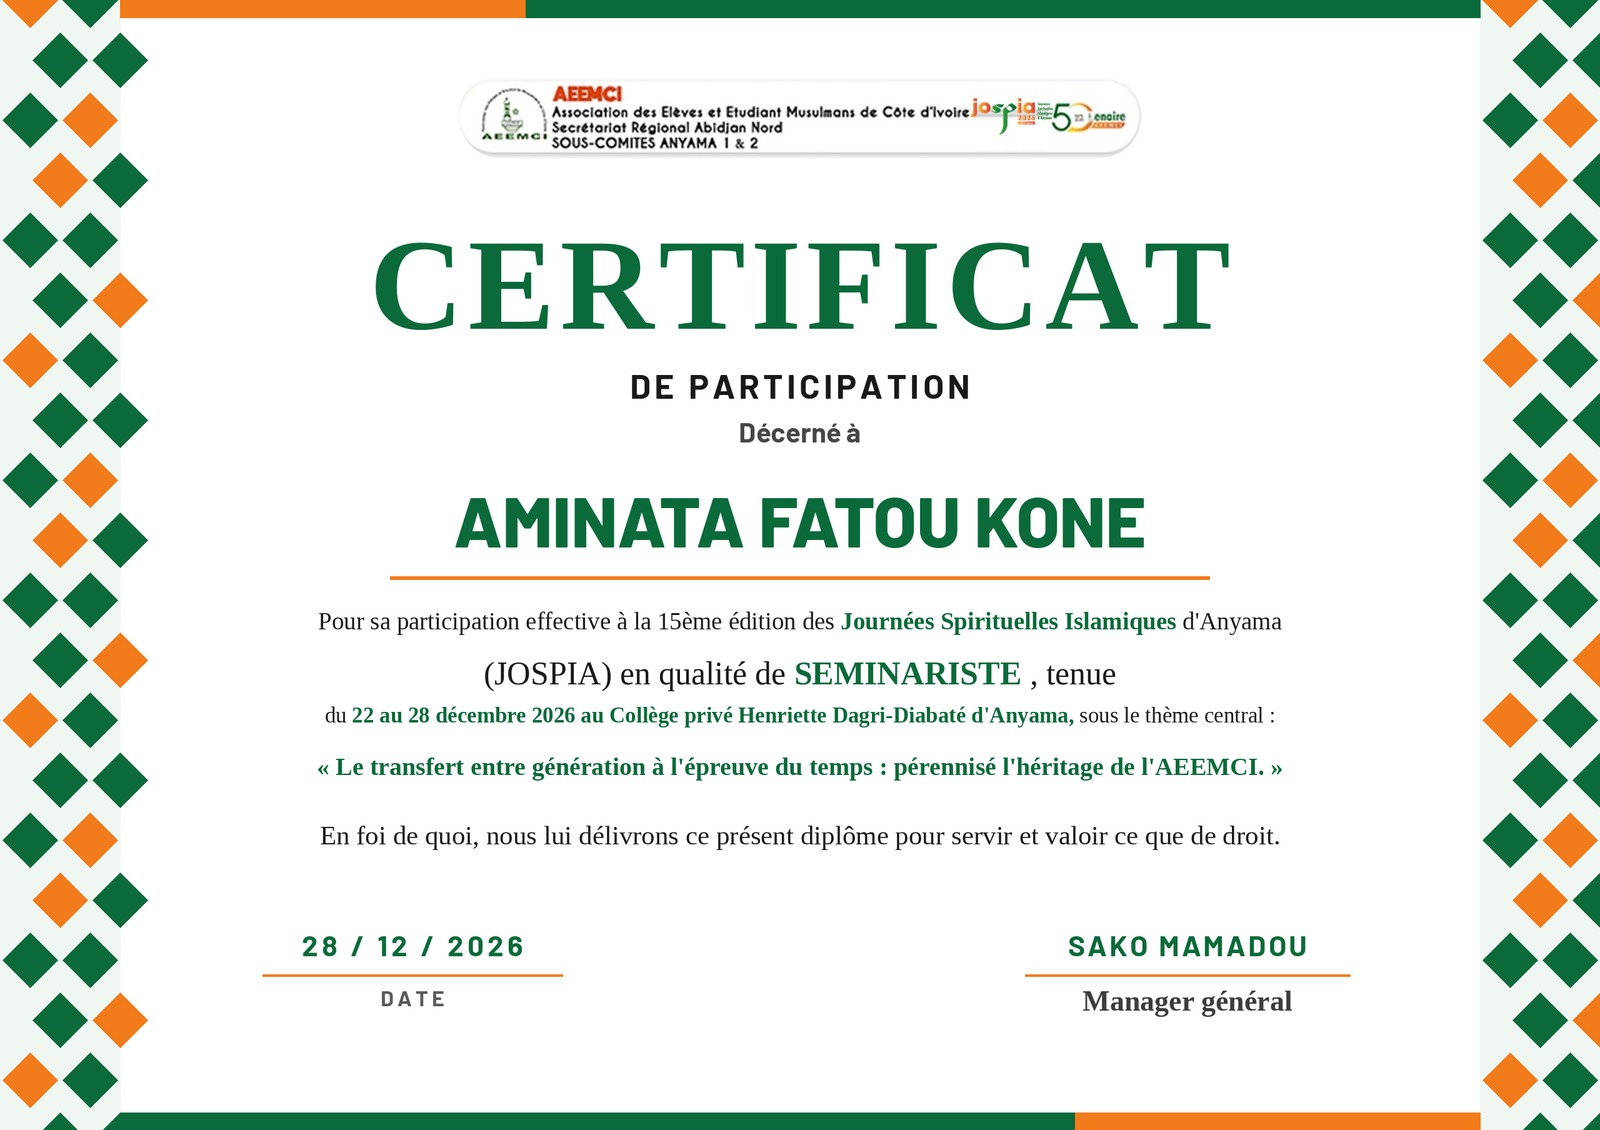 AEEMCI
AEEMCI
Association des Elèves et Etudiant Musulmans de Côte d'Ivoire
Secrétariat Régional Abidjan Nord
SOUS-COMITES ANYAMA 1 & 2
jospia
2026
50
enaire
CERTIFICAT
DE PARTICIPATION
Décerné à
AMINATA FATOU KONE
Pour sa participation effective à la 15ème édition des Journées Spirituelles Islamiques d'Anyama
(JOSPIA) en qualité de SEMINARISTE , tenue
du 22 au 28 décembre 2026 au Collège privé Henriette Dagri-Diabaté d'Anyama, sous le thème central :
« Le transfert entre génération à l'épreuve du temps : pérennisé l'héritage de l'AEEMCI. »
En foi de quoi, nous lui délivrons ce présent diplôme pour servir et valoir ce que de droit.
28 / 12 / 2026
DATE
SAKO MAMADOU
Manager général